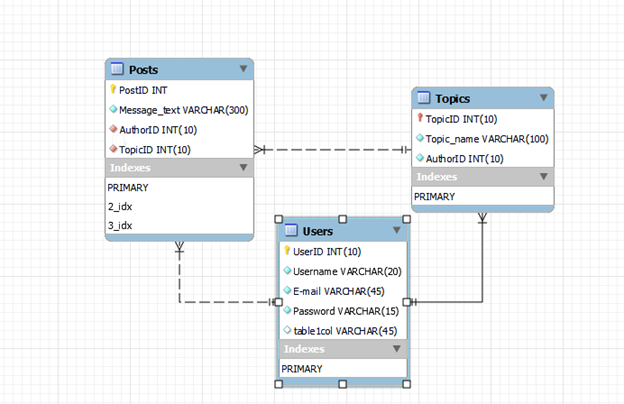 Posts
PostID INT
Message_text VARCHAR(300)
AuthorID INT(10)
TopicID INT(10)
Indexes
PRIMARY
2_idx
3_idx
Topics
TopicID INT(10)
Topic_name VARCHAR(100)
AuthorID INT(10)
Indexes
PRIMARY
Users
UserID INT(10)
Username VARCHAR(20)
E-mail VARCHAR(45)
Password VARCHAR(15)
table1col VARCHAR(45)
Indexes
PRIMARY